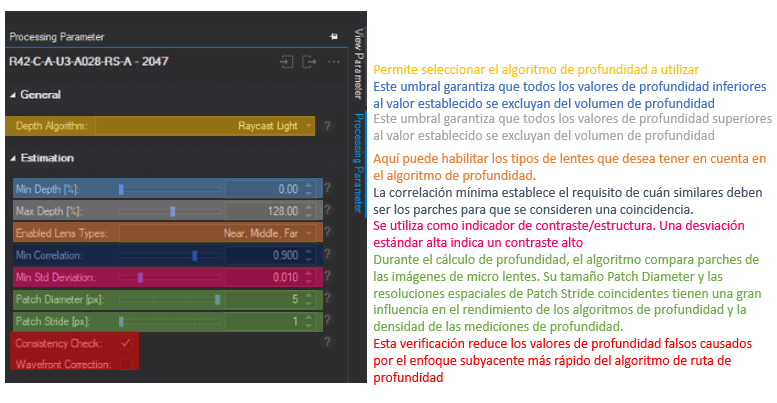 Processing Parameter
R42-C-A-U3-A028-RS-A - 2047
General
Depth Algorithm: Raycast Light ?
Estimation
Min Depth [%]: 0.00 ?
Max Depth [%]: 128.00 ?
Enabled Lens Types: Near, Middle, Far ?
Min Correlation: 0.900 ?
Min Std Deviation: 0.010 ?
Patch Diameter [px]: 5 ?
Patch Stride [px]: 1 ?
Consistency Check: ?
Wavefront Correction:
View Parameter
Processing Parameter
Permite seleccionar el algoritmo de profundidad a utilizar
Este umbral garantiza que todos los valores de profundidad inferiores
al valor establecido se excluyan del volumen de profundidad
Este umbral garantiza que todos los valores de profundidad superiores
al valor establecido se excluyan del volumen de profundidad
Aquí puede habilitar los tipos de lentes que desea tener en cuenta en
el algoritmo de profundidad.
La correlación mínima establece el requisito de cuán similares deben
ser los parches para que se consideren una coincidencia.
Se utiliza como indicador de contraste/estructura. Una desviación
estándar alta indica un contraste alto
Durante el cálculo de profundidad, el algoritmo compara parches de
las imágenes de micro lentes. Su tamaño Patch Diameter y las
resoluciones espaciales de Patch Stride coincidentes tienen una gran
influencia en el rendimiento de los algoritmos de profundidad y la
densidad de las mediciones de profundidad.
Esta verificación reduce los valores de profundidad falsos causados
por el enfoque subyacente más rápido del algoritmo de ruta de
profundidad